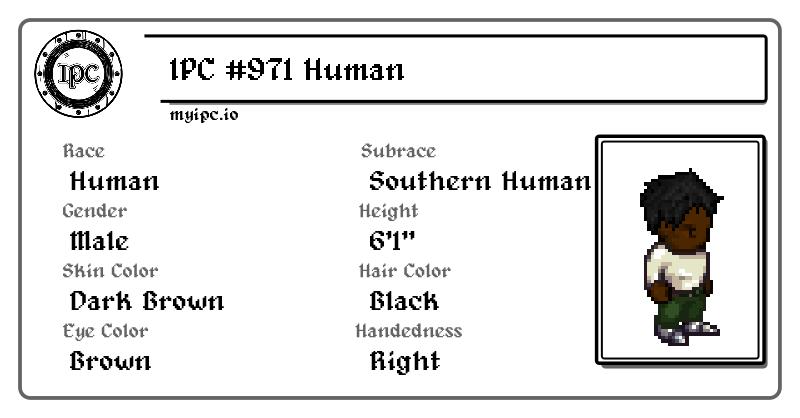 IPC
IPC #971 Human
myipc.io
Race
Human
Subrace
Southern Human
Gender
Male
Height
6'1"
Skin Color
Dark Brown
Hair Color
Black
Eye Color
Brown
Handedness
Right